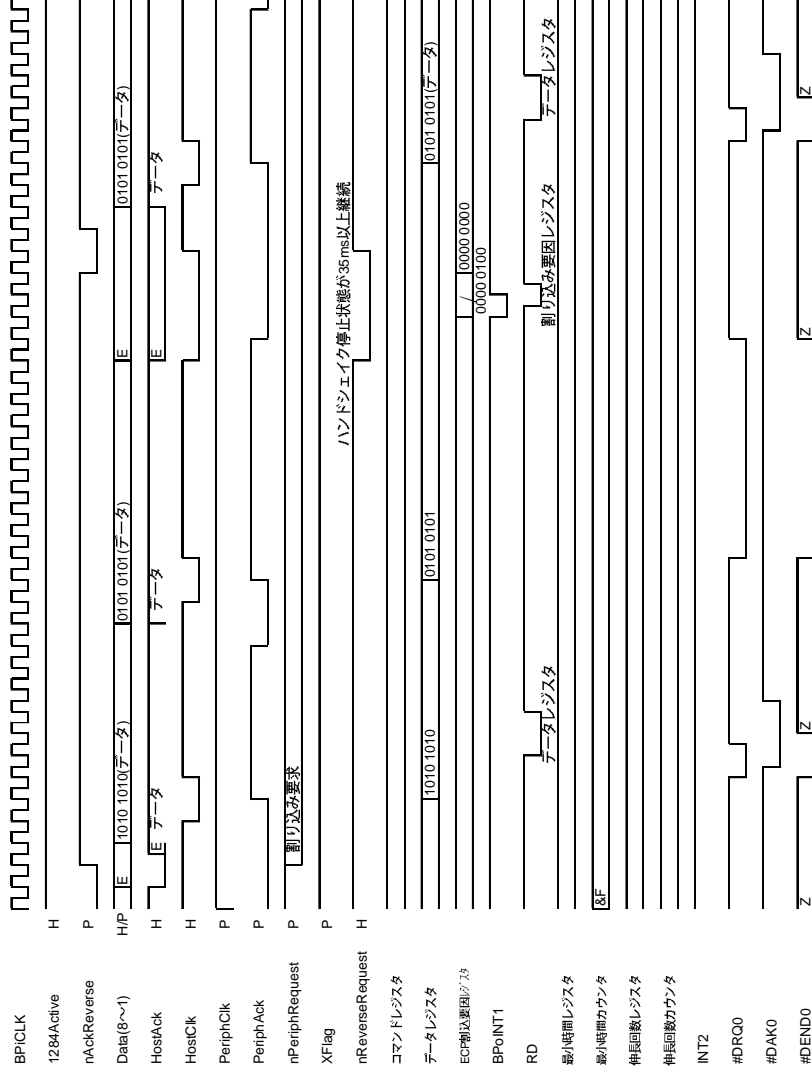 BPiCLK
1284Active H
nAckReverse P
Data(8〜1) H/P E 1010 1010(データ) 0101 0101(データ) E 0101 0101(データ)
HostAck H E データ データ E データ
HostClk H
PeriphClk P
PeriphAck P
nPeriphRequest P 割り込み要求
XFlag P
ハンドシェイク停止状態が35ms以上継続
nReverseRequest H
コマンドレジスタ
データレジスタ 1010 1010 0101 0101 0101 0101(データ)
ECP割込要因レジスタ 0000 0000
0000 0100
BPoINT1
RD
データレジスタ 割り込み要因レジスタ データレジスタ
最小時間レジスタ
最小時間カウンタ &F
伸長回数レジスタ
伸長回数カウンタ
INT2
#DRQ0
#DAK0
#DEND0 Z Z Z Z